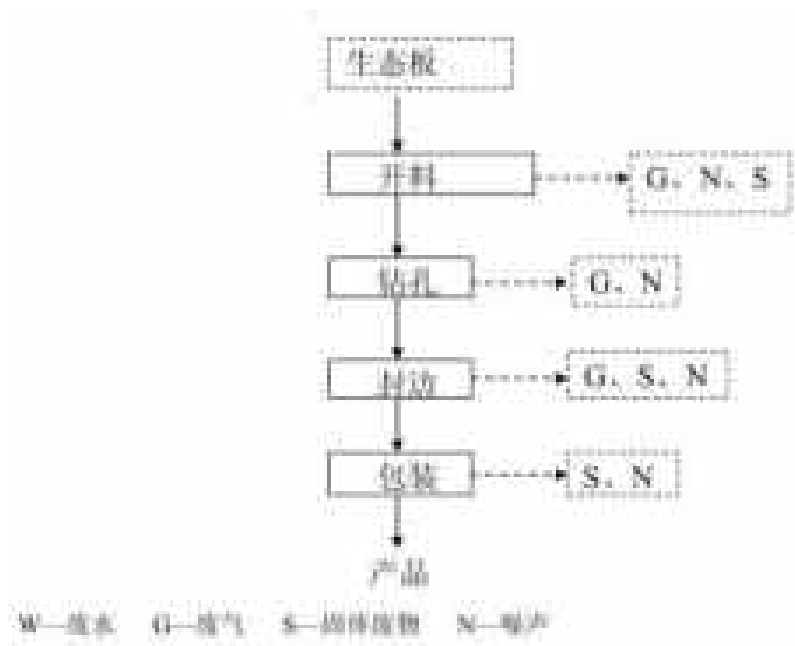 生态板
开料
G、N、S
钻孔
G、N
封边
G、S、N
包装
S、N
产品
W—废水 G—废气 S—固体废物 N—噪声